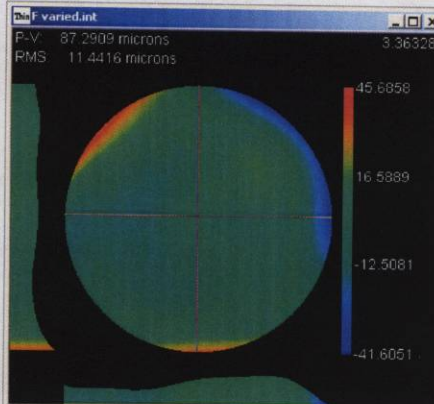 Thin F varied.int
P-V: 87.2909 microns 3.36328
RMS: 11.4416 microns
45.6858
16.5889
-12.5081
-41.6051